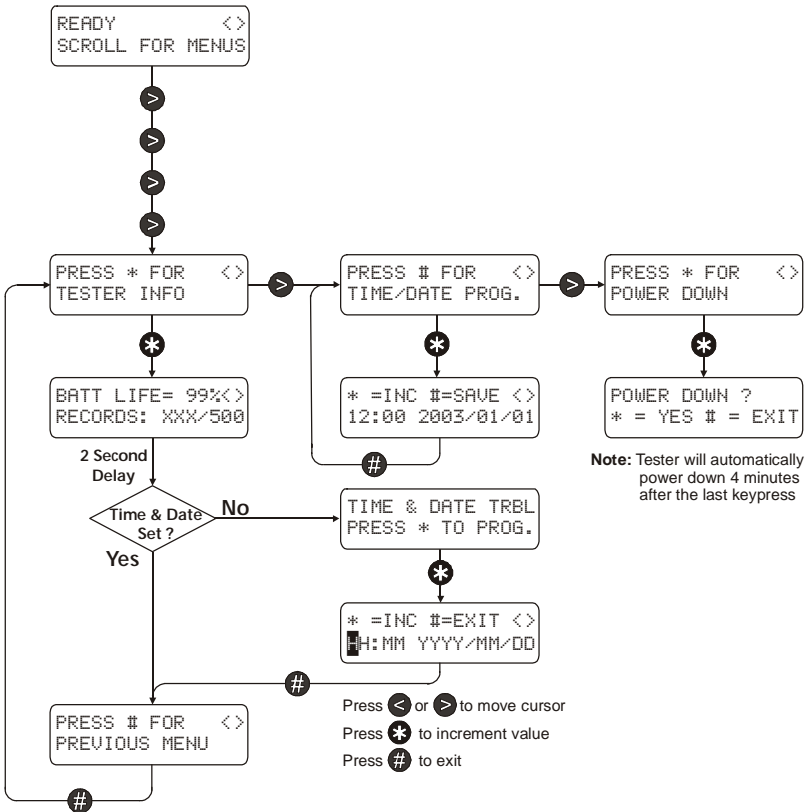 READY <>
SCROLL FOR MENUS
>
>
>
>
PRESS * FOR <>
TESTER INFO
>
PRESS # FOR <>
TIME/DATE PROG.
>
PRESS * FOR <>
POWER DOWN
*
*
*
BATT LIFE= 99%<>
RECORDS: XXX/500
* =INC #=SAVE <>
12:00 2003/01/01
POWER DOWN ?
* = YES # = EXIT
#
Note: Tester will automatically
power down 4 minutes
after the last keypress
2 Second
Delay
Time & Date
Set ?
No
Yes
TIME & DATE TRBL
PRESS * TO PROG.
*
* =INC #=EXIT <>
HH:MM YYYY/MM/DD
#
PRESS # FOR <>
PREVIOUS MENU
#
Press < or > to move cursor
Press * to increment value
Press # to exit